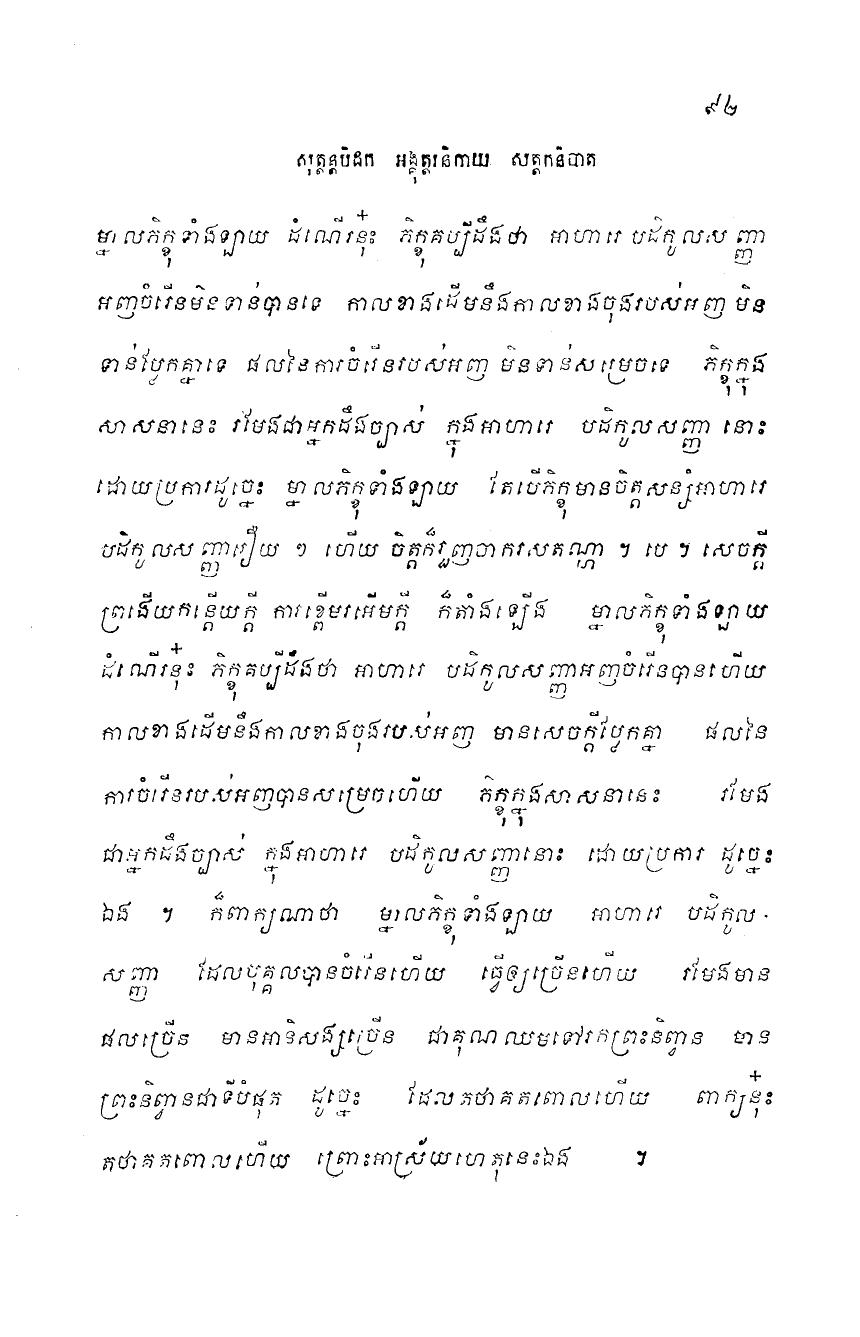 ៩៤
សុត្តន្តបិដក អង្គុត្តរនិកាយ សត្តកនិបាត
ម្នាលភិក្ខុទាំងឡាយ ដំណើរនុ៎ះ ភិក្ខុគប្បីដឹងថា អាហារេ បដិកូលសញ្ញា
អញចំរើនមិនទាន់បានទេ កាលខាងដើមនឹងកាលខាងចុងរបស់អញ មិន
ទាន់ប្លែកគ្នាទេ ផលនៃការចំរើនរបស់អញ មិនទាន់សម្រេចទេ ភិក្ខុក្នុង
សាសនានេះ រមែងជាអ្នកដឹងច្បាស់ ក្នុងអាហារេ បដិកូលសញ្ញា នោះ
ដោយប្រការដូច្នេះ ម្នាលភិក្ខុទាំងឡាយ តែបើភិក្ខុមានចិត្តសន្សំអាហារេ
បដិកូលសញ្ញារឿយ ៗ ហើយ ចិត្តក៏រួញចាករសតណ្ហា ។ បេ ។ សេចក្តី
ព្រងើយកន្តើយក្តី ការខ្ពើមរអើមក្តី ក៏តាំងឡើង ម្នាលភិក្ខុទាំងឡាយ
ដំណើរនុ៎ះ ភិក្ខុគប្បីដឹងថា អាហារេ បដិកូលសញ្ញាអញចំរើនបានហើយ
កាលខាងដើមនឹងកាលខាងចុងរបស់អញ មានសេចក្តីប្លែកគ្នា ផលនៃ
ការចំរើនរបស់អញបានសម្រេចហើយ ភិក្ខុក្នុងសាសនានេះ រមែង
ជាអ្នកដឹងច្បាស់ ក្នុងអាហារេ បដិកូលសញ្ញានោះ ដោយប្រការ ដូច្នេះ
ឯង ។ ក៏ពាក្យណាថា ម្នាលភិក្ខុទាំងឡាយ អាហារេ បដិកូល-
សញ្ញា ដែលបុគ្គលបានចំរើនហើយ ធ្វើឲ្យច្រើនហើយ រមែងមាន
ផលច្រើន មានអានិសង្សច្រើន ជាគុណឈមទៅរកព្រះនិព្វាន មាន
ព្រះនិព្វានជាទីបំផុត ដូច្នេះ ដែលតថាគតពោលហើយ ពាក្យនុ៎ះ
តថាគតពោលហើយ ព្រោះអាស្រ័យហេតុនេះឯង ។